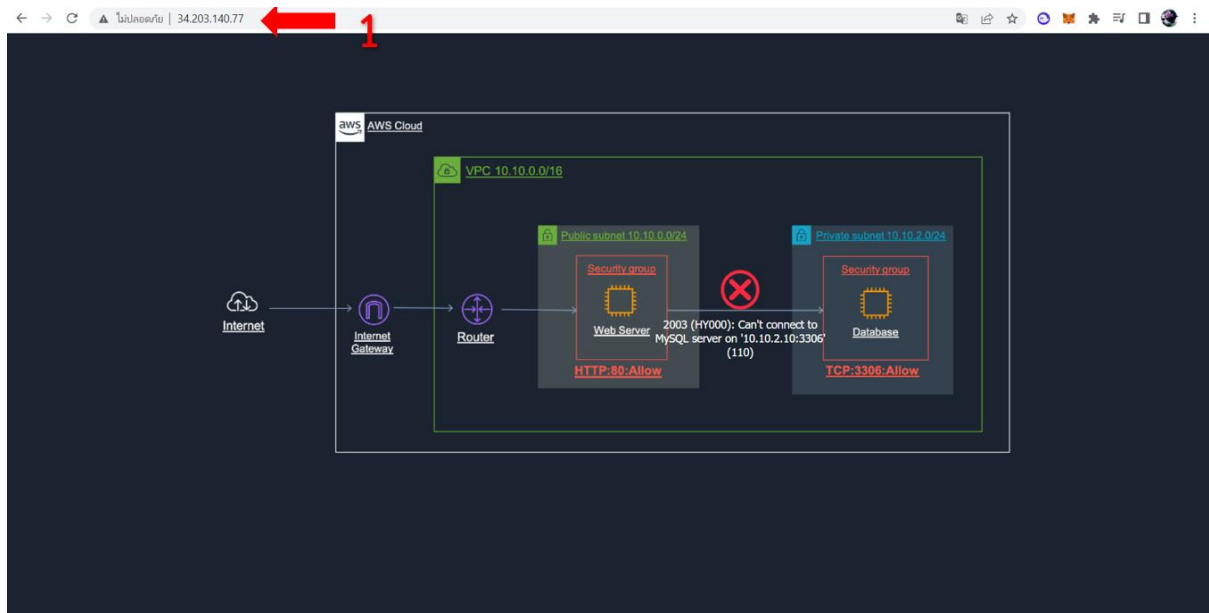 ไม่ปลอดภัย | 34.203.140.77
1
aws AWS Cloud
VPC 10.10.0.0/16
Public subnet 10.10.0.0/24
Private subnet 10.10.2.0/24
Security group
Security group
Internet
Internet
Gateway
Router
Web Server
2003 (HY000): Can't connect to
MySQL server on '10.10.2.10:3306'
(110)
Database
HTTP:80:Allow
TCP:3306:Allow